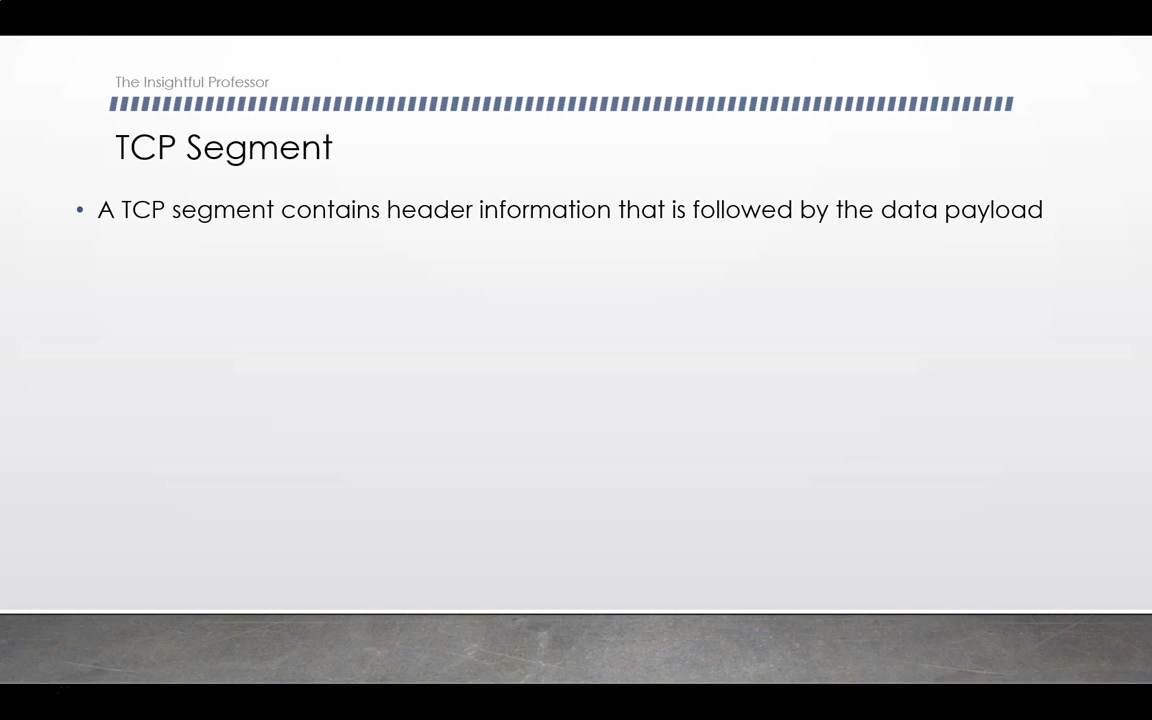 The Insightful Professor
TCP Segment
• A TCP segment contains header information that is followed by the data payload